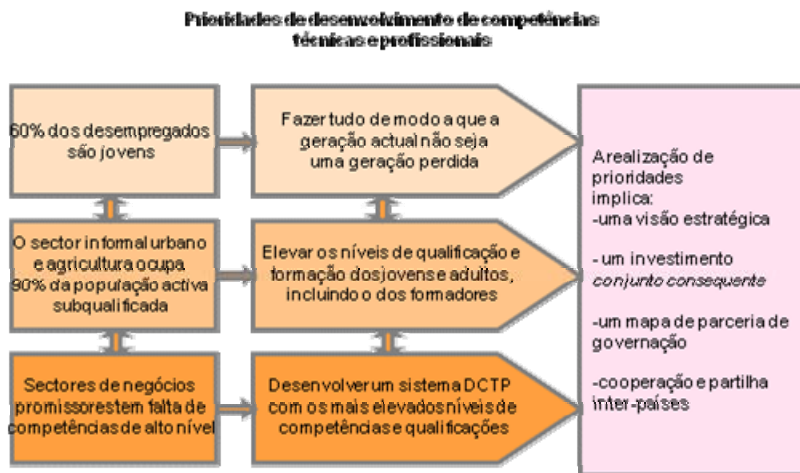 Prioridades de desenvolvimento de competências
técnicas e profissionais
60% dos desempregados
são jovens
Fazer tudo de modo a que a
geração actual não seja
uma geração perdida
O sector informal urbano
e agricultura ocupa
90% da população activa
subqualificada
Elevar os níveis de qualificação e
formação dos jovens e adultos,
incluindo o dos formadores
Sectores de negócios
promissores tem falta de
competências de alto nível
Desenvolver um sistema DCTP
com os mais elevados níveis de
competências e qualificações
A realização de
prioridades
implica:
-uma visão estratégica
- um investimento
conjunto consequente
-um mapa de parceria de
governação
-cooperação e partilha
inter-países